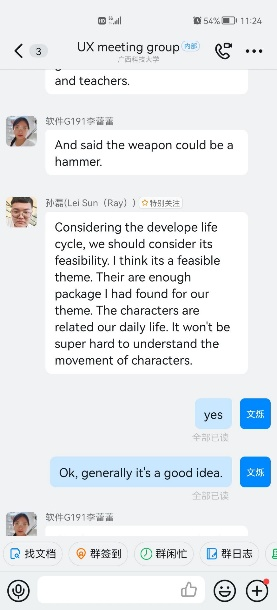 54% 11:24
3
UX meeting group 内部
广西科技大学
and teachers.
软件G191李蕾蕾
And said the weapon could be a
hammer.
孙磊(Lei Sun（Ray）) 特别关注
Considering the develope life
cycle, we should consider its
feasibility. I think its a feasible
theme. Their are enough
package I had found for our
theme. The characters are
related our daily life. It won't be
super hard to understand the
movement of characters.
yes
文烁
全部已读
Ok, generally it's a good idea.
文烁
全部已读
软件G191李蕾蕾
找文档 群签到 群闲忙 群日志